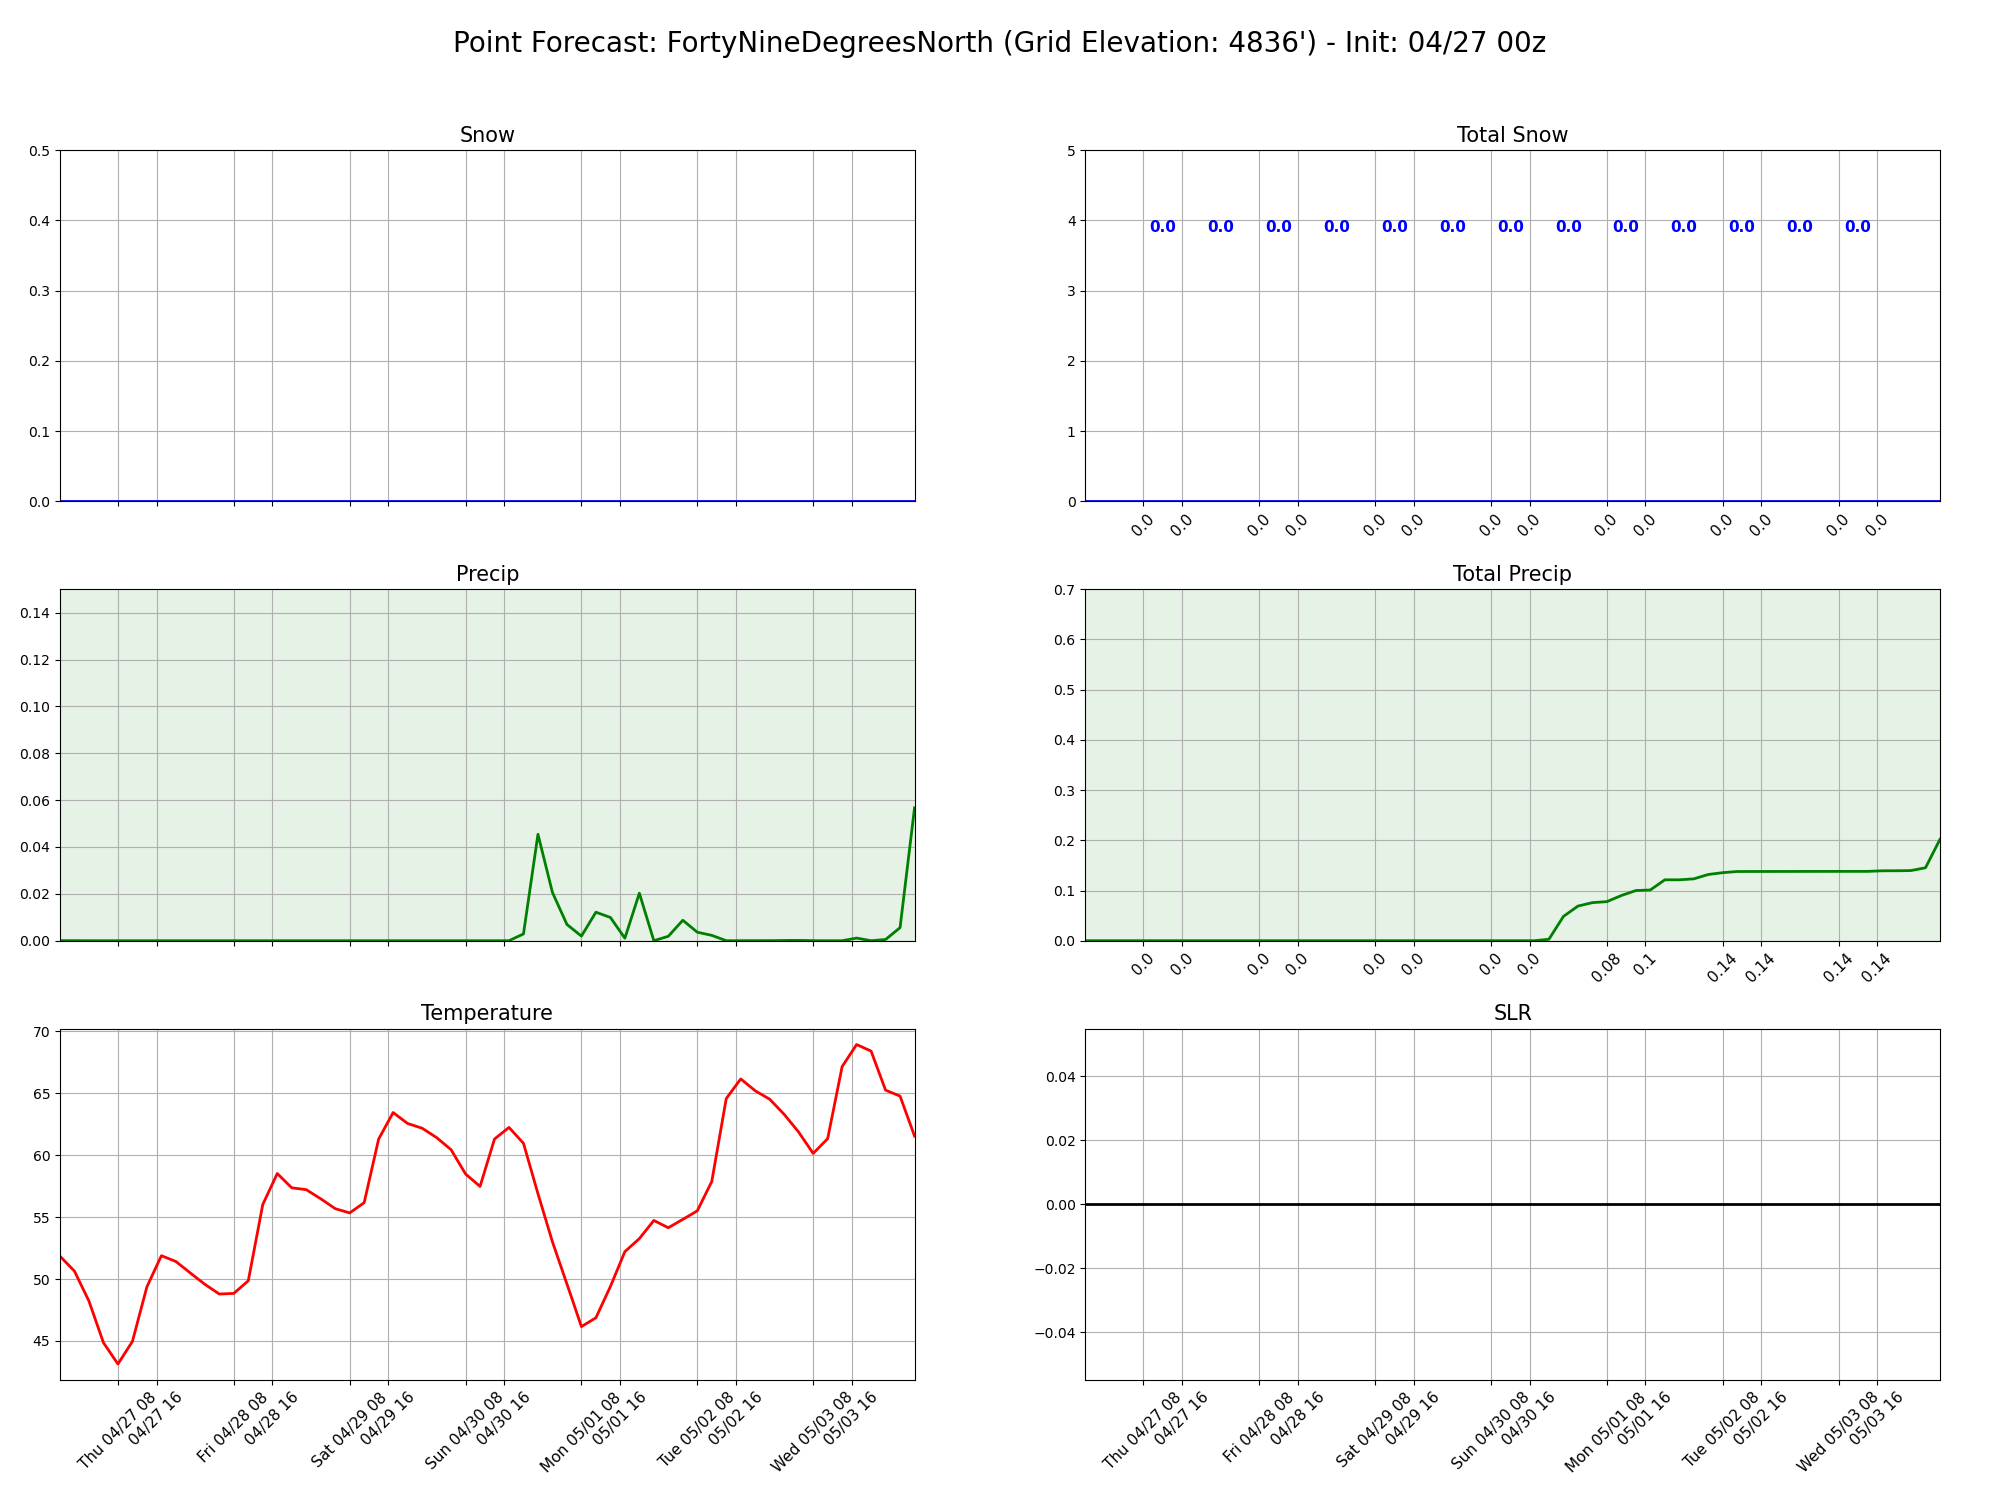 Point Forecast: FortyNineDegreesNorth (Grid Elevation: 4836') - Init: 04/27 00z
Snow
0.5
0.4
0.3
0.2
0.1
0.0
Total Snow
5
4
3
2
1
0
0.0 0.0 0.0 0.0 0.0 0.0 0.0 0.0 0.0 0.0 0.0 0.0 0.0
0.0 0.0 0.0 0.0 0.0 0.0 0.0 0.0 0.0 0.0 0.0 0.0 0.0 0.0
Precip
0.14
0.12
0.10
0.08
0.06
0.04
0.02
0.00
Total Precip
0.7
0.6
0.5
0.4
0.3
0.2
0.1
0.0
0.0 0.0 0.0 0.0 0.0 0.0 0.0 0.0 0.08 0.1 0.14 0.14 0.14 0.14
Temperature
70
65
60
55
50
45
Thu 04/27 08
04/27 16
Fri 04/28 08
04/28 16
Sat 04/29 08
04/29 16
Sun 04/30 08
04/30 16
Mon 05/01 08
05/01 16
Tue 05/02 08
05/02 16
Wed 05/03 08
05/03 16
SLR
0.04
0.02
0.00
−0.02
−0.04
Thu 04/27 08
04/27 16
Fri 04/28 08
04/28 16
Sat 04/29 08
04/29 16
Sun 04/30 08
04/30 16
Mon 05/01 08
05/01 16
Tue 05/02 08
05/02 16
Wed 05/03 08
05/03 16